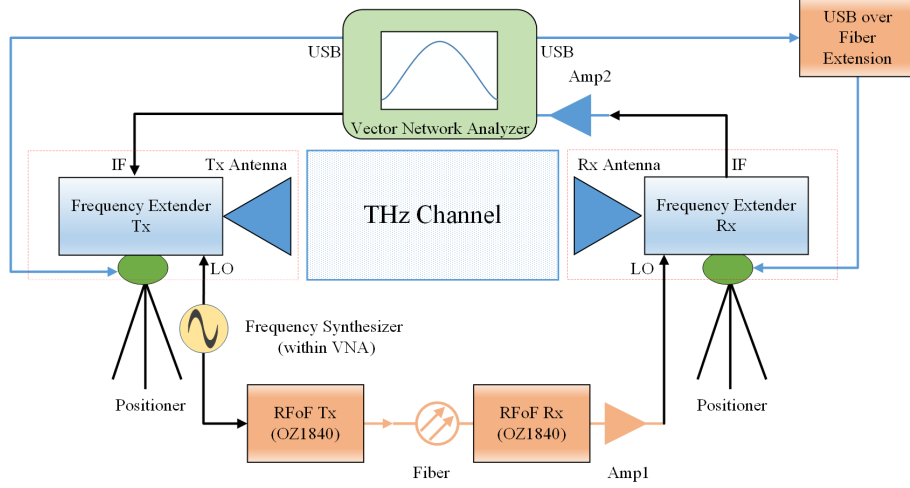 USB
USB
USB over
Fiber
Extension
Amp2
Vector Network Analyzer
IF
Tx Antenna
Rx Antenna
IF
Frequency Extender
Tx
THz Channel
Frequency Extender
Rx
LO
LO
Frequency Synthesizer
(within VNA)
Positioner
Positioner
RFoF Tx
(OZ1840)
RFoF Rx
(OZ1840)
Fiber
Amp1